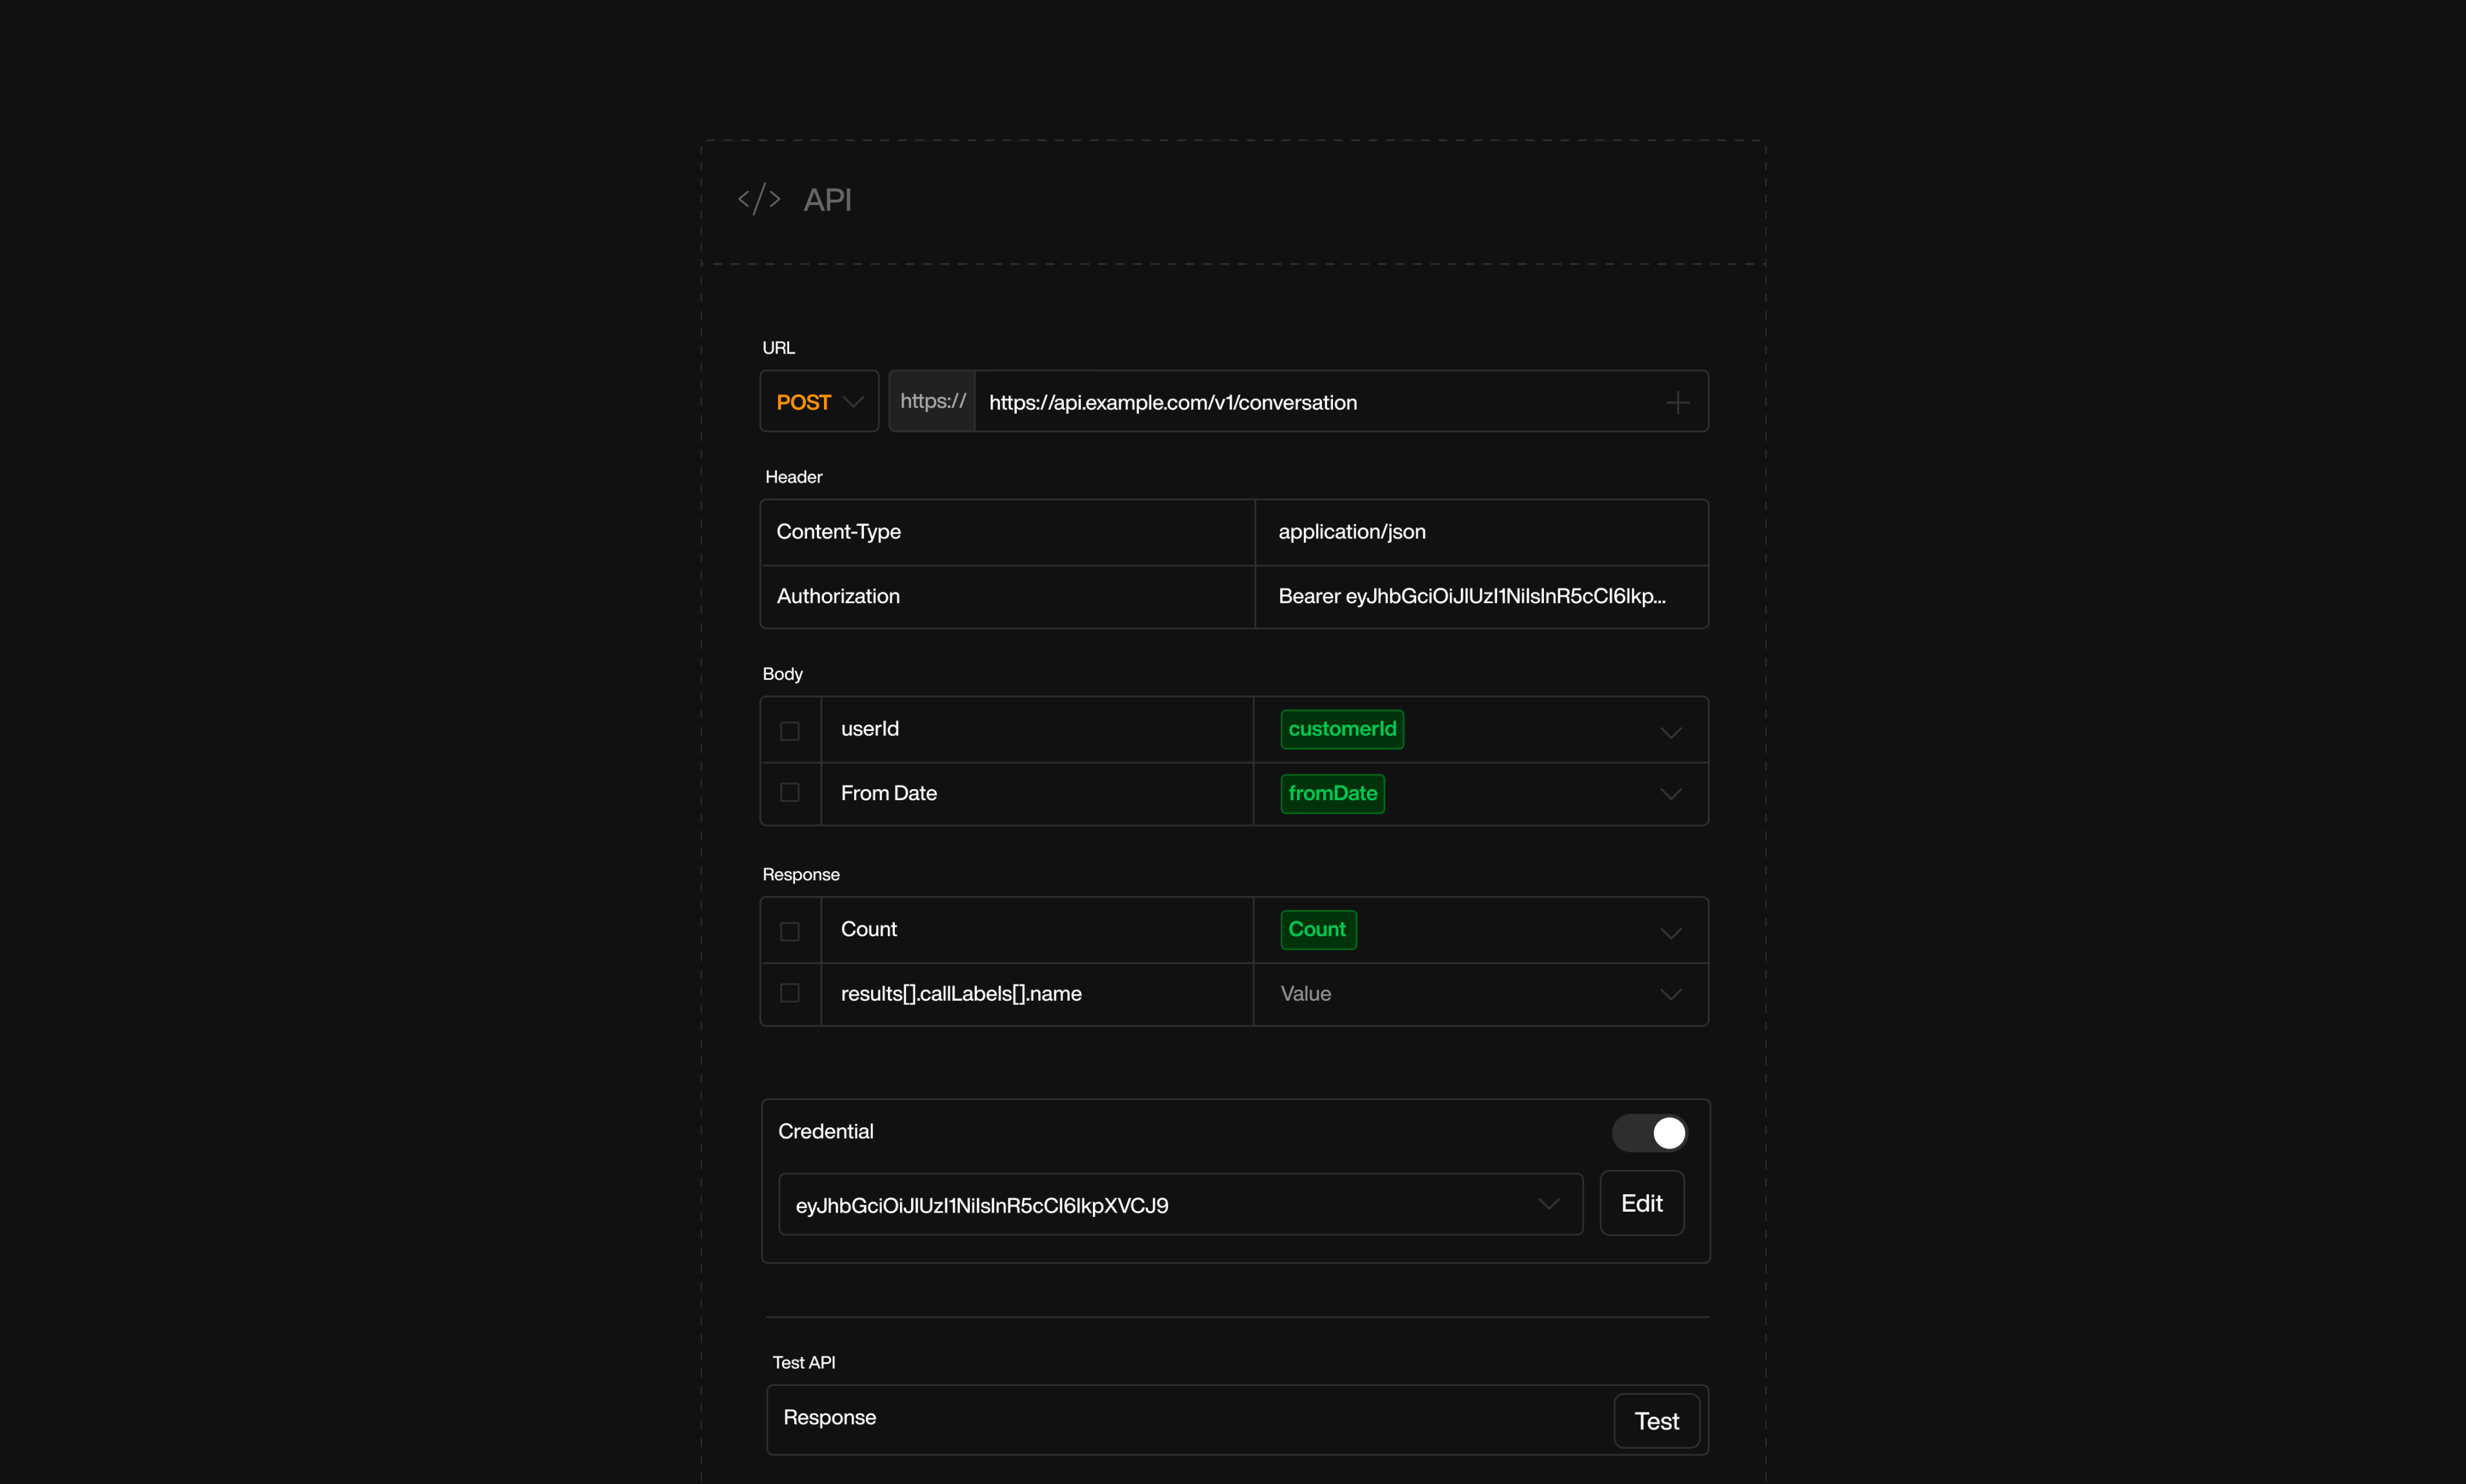 </> API
URL
POST https:// https://api.example.com/v1/conversation
Header
Content-Type application/json
Authorization Bearer eyJhbGciOiJIUzI1NiIsInR5cCI6Ikp...
Body
userId customerId
From Date fromDate
Response
Count Count
results[].callLabels[].name Value
Credential
eyJhbGciOiJIUzI1NiIsInR5cCI6IkpXVCJ9 Edit
Test API
Response Test